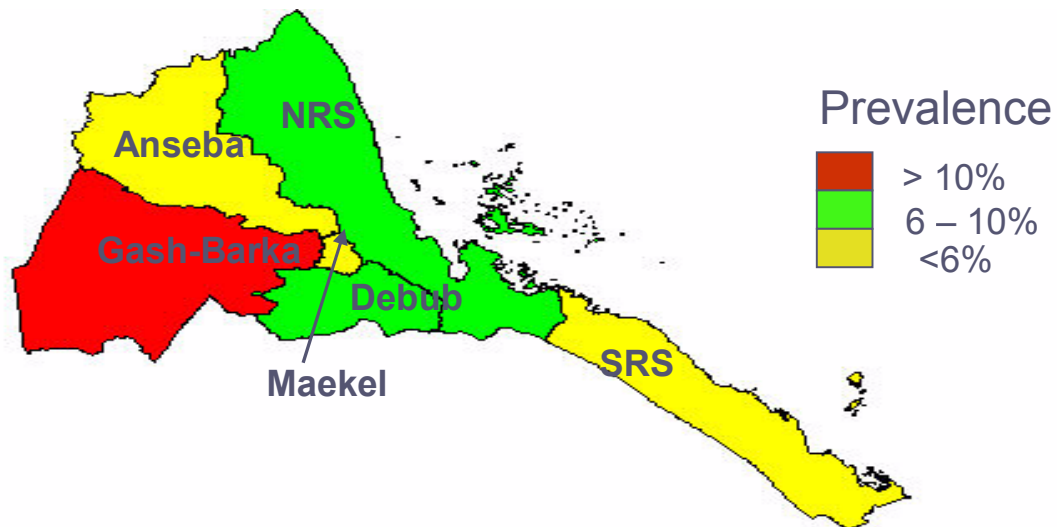 NRS
Anseba
Gash-Barka
Debub
Maekel
SRS
Prevalence
> 10%
6 – 10%
<6%